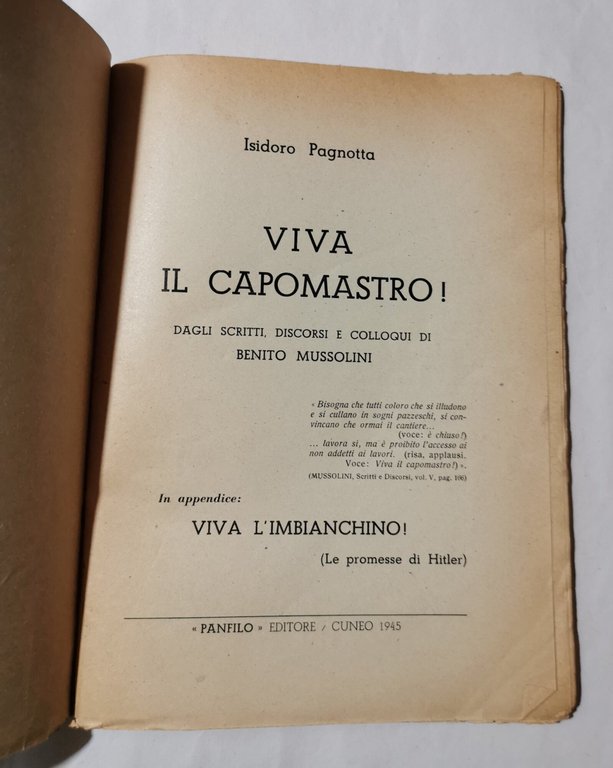 Isidoro Pagnotta
VIVA
IL CAPOMASTRO!
DAGLI SCRITTI, DISCORSI E COLLOQUI DI
BENITO MUSSOLINI
« Bisogna che tutti coloro che si illudono
e si cullano in sogni pazzeschi, si con-
vincano che ormai il cantiere...
(voce: è chiuso!)
... lavora sì, ma è proibito l'accesso ai
non addetti ai lavori. (risa, applausi.
Voce: Viva il capomastro!) ».
(MUSSOLINI, Scritti e Discorsi, vol. V, pag. 106)
In appendice:
VIVA L'IMBIANCHINO!
(Le promesse di Hitler)
« PANFILO » EDITORE / CUNEO 1945